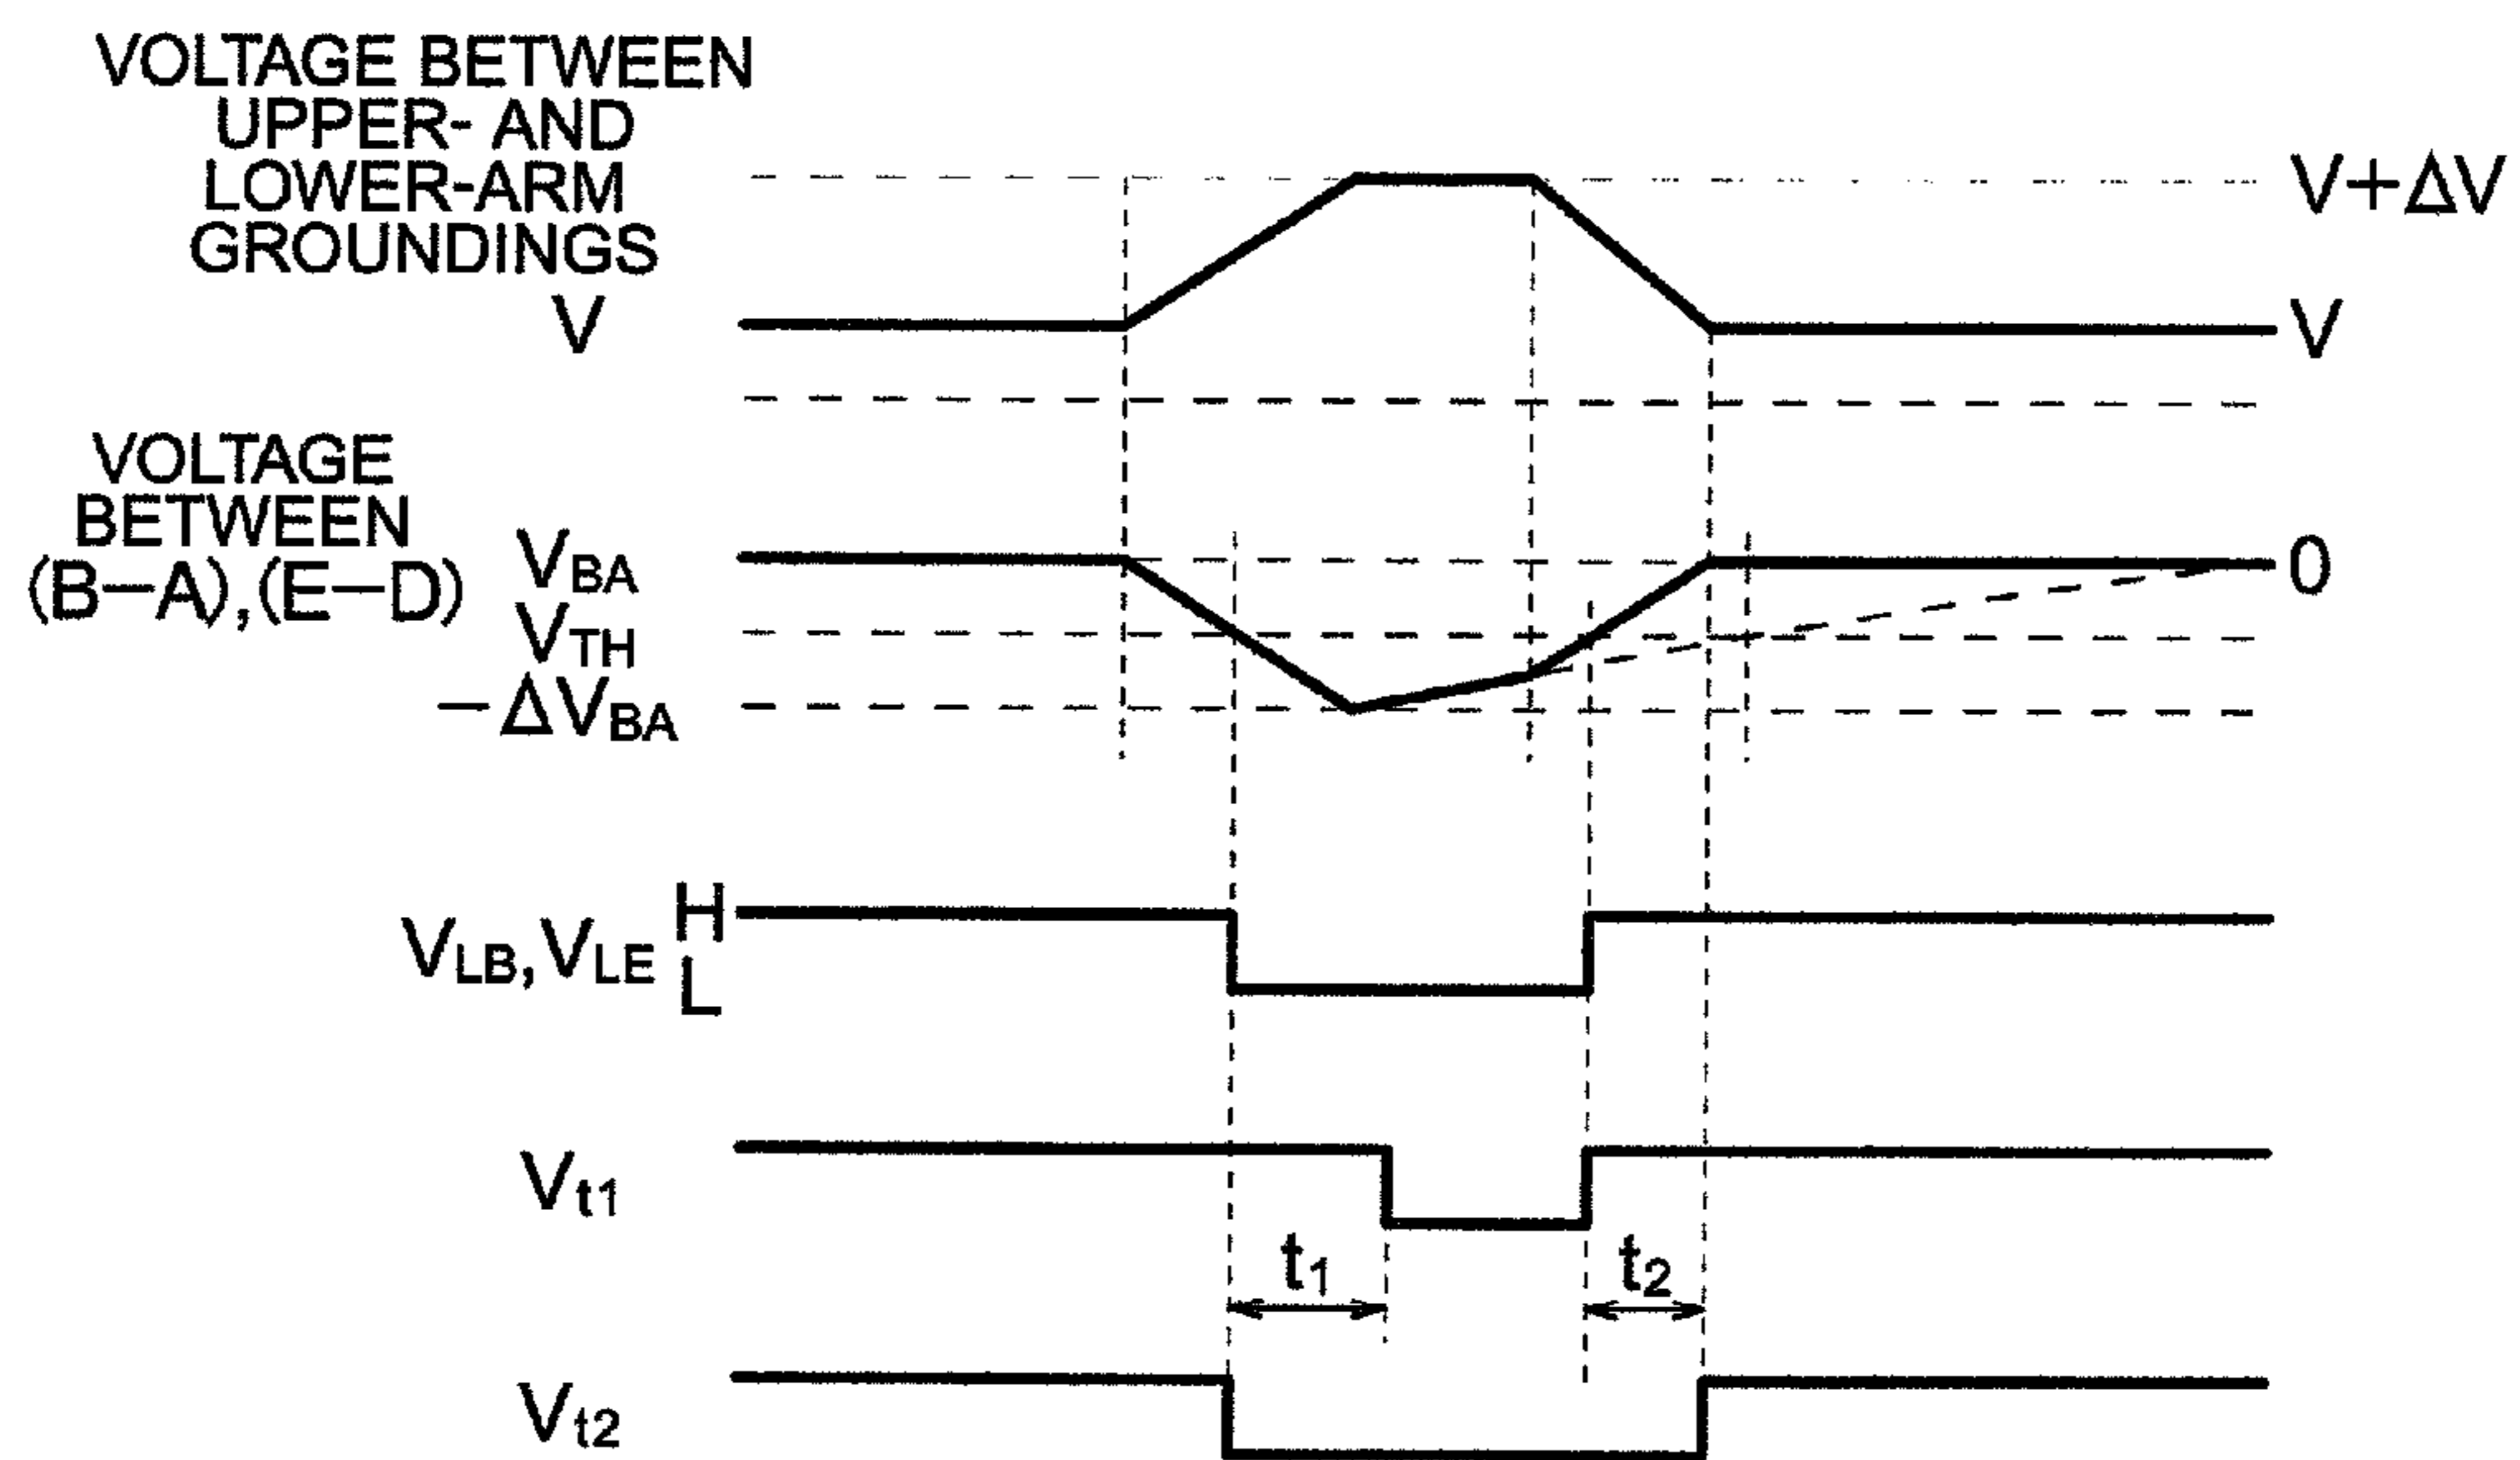 VOLTAGE BETWEEN
UPPER- AND
LOWER-ARM
GROUNDINGS
V+ΔV
V
V
VOLTAGE
BETWEEN
(B−A),(E−D)
V_BA
0
V_TH
−ΔV_BA
V_LB, V_LE
H
L
V_t1
t_1
t_2
V_t2